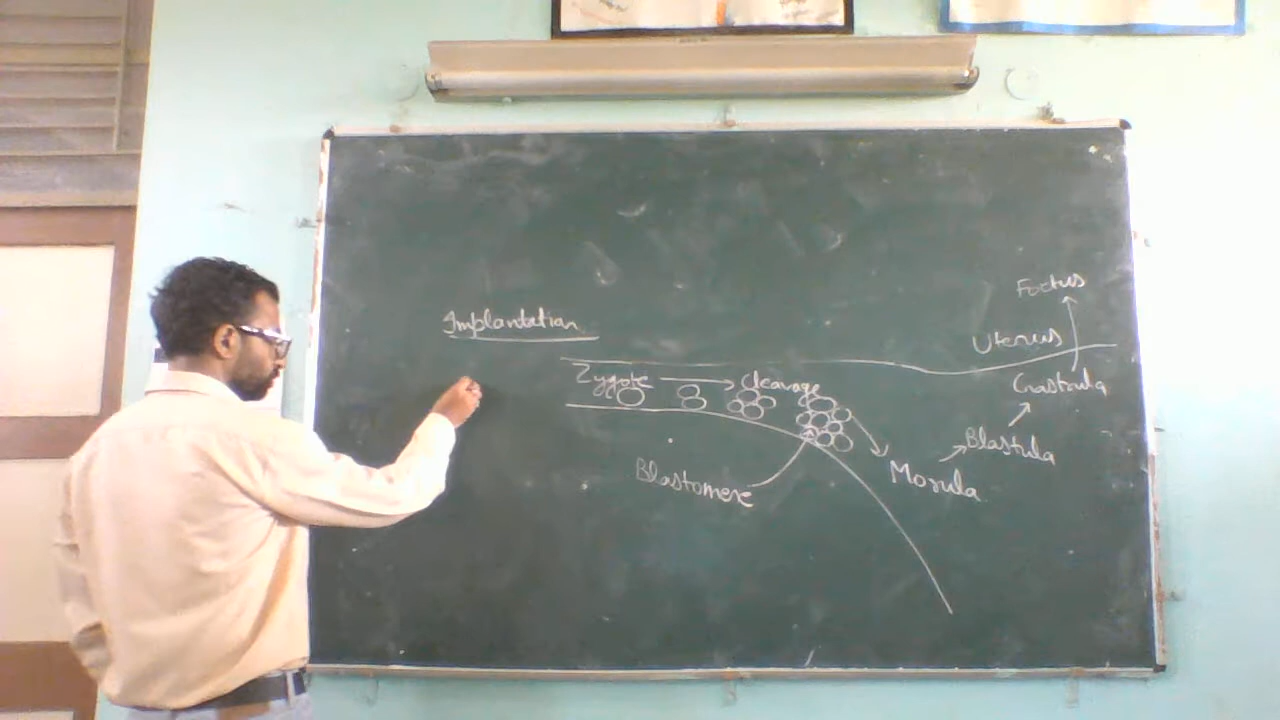 Foetus
Implantation
Uterus
Zygote
Cleavage
Gastrula
Blastula
Blastomere
Morula